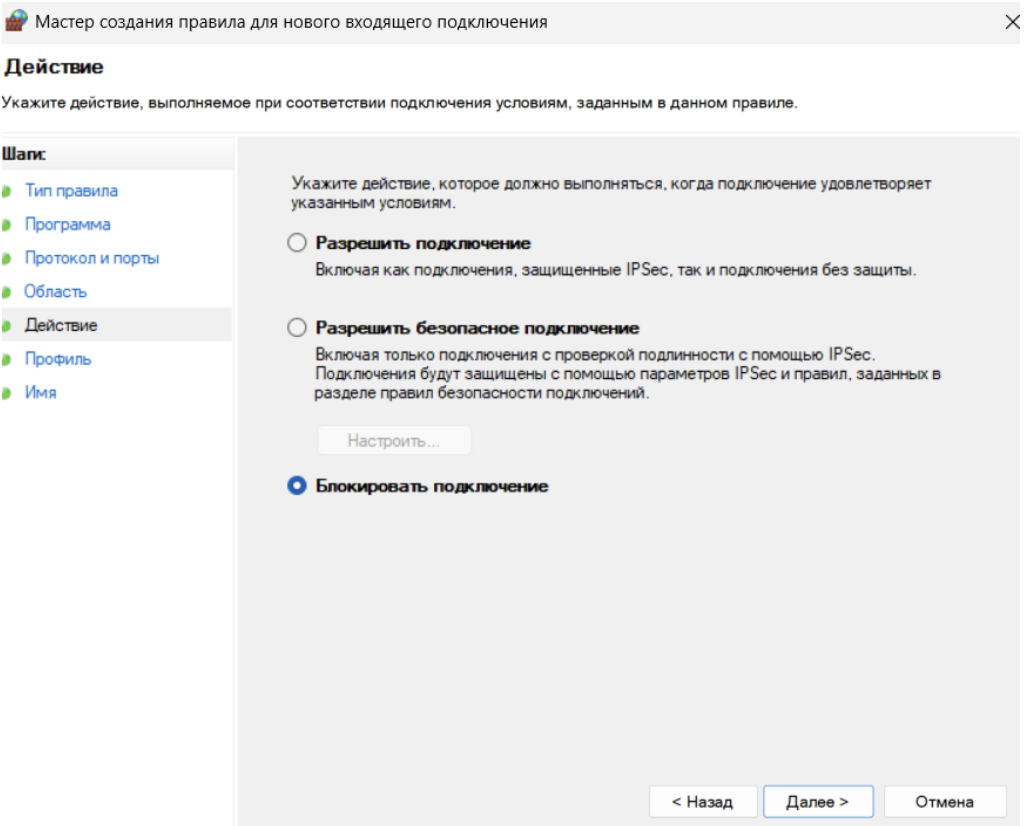 Мастер создания правила для нового входящего подключения
Действие
Укажите действие, выполняемое при соответствии подключения условиям, заданным в данном правиле.
Шаги:
Тип правила
Программа
Протокол и порты
Область
Действие
Профиль
Имя
Укажите действие, которое должно выполняться, когда подключение удовлетворяет
указанным условиям.
Разрешить подключение
Включая как подключения, защищенные IPSec, так и подключения без защиты.
Разрешить безопасное подключение
Включая только подключения с проверкой подлинности с помощью IPSec.
Подключения будут защищены с помощью параметров IPSec и правил, заданных в
разделе правил безопасности подключений.
Настроить...
Блокировать подключение
< Назад
Далее >
Отмена